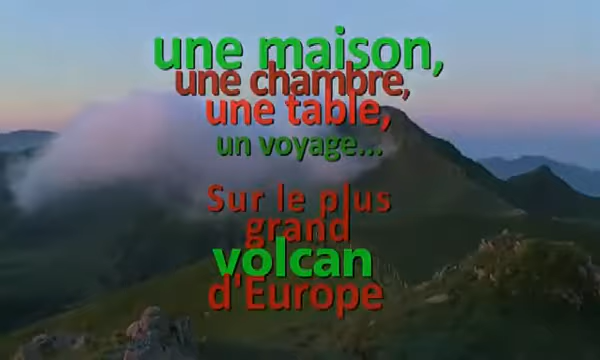 une maison,
une chambre,
une table,
un voyage...
Sur le plus
grand
volcan
d'Europe